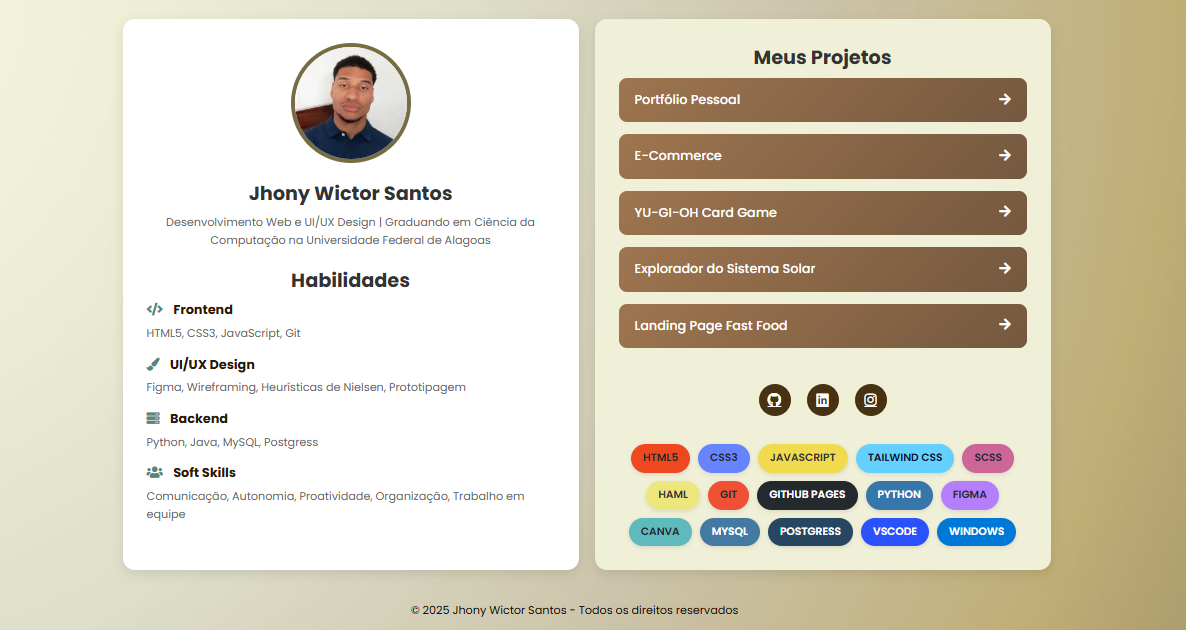 Jhony Wictor Santos
Desenvolvimento Web e UI/UX Design | Graduando em Ciência da
Computação na Universidade Federal de Alagoas
Habilidades
Frontend
HTML5, CSS3, JavaScript, Git
UI/UX Design
Figma, Wireframing, Heurísticas de Nielsen, Prototipagem
Backend
Python, Java, MySQL, Postgress
Soft Skills
Comunicação, Autonomia, Proatividade, Organização, Trabalho em
equipe
Meus Projetos
Portfólio Pessoal
E-Commerce
YU-GI-OH Card Game
Explorador do Sistema Solar
Landing Page Fast Food
HTML5 CSS3 JAVASCRIPT TAILWIND CSS SCSS
HAML GIT GITHUB PAGES PYTHON FIGMA
CANVA MYSQL POSTGRESS VSCODE WINDOWS
© 2025 Jhony Wictor Santos - Todos os direitos reservados